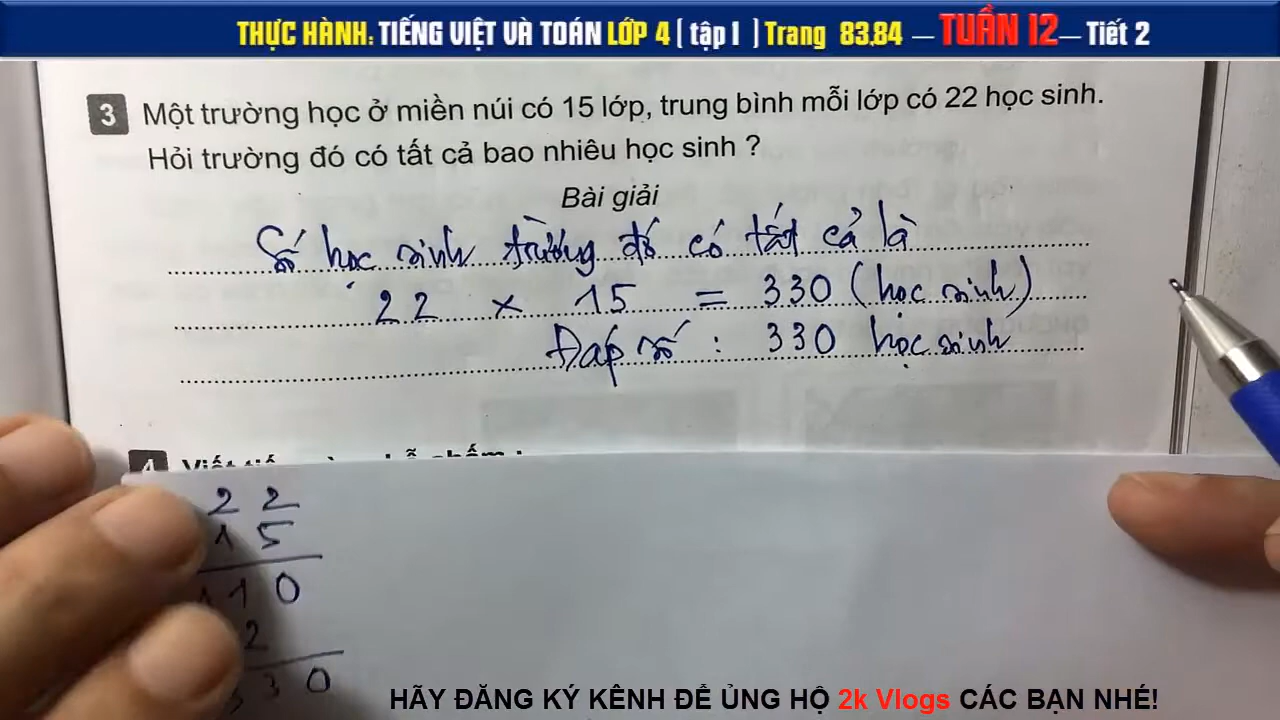 THỰC HÀNH: TIẾNG VIỆT VÀ TOÁN LỚP 4 ( tập 1 ) Trang 83,84 – TUẦN 12 – Tiết 2
3 Một trường học ở miền núi có 15 lớp, trung bình mỗi lớp có 22 học sinh.
Hỏi trường đó có tất cả bao nhiêu học sinh ?
Bài giải
Số học sinh trường đó có tất cả là
22 × 15 = 330 (học sinh)
Đáp số : 330 học sinh
4
22
15
110
2
330
HÃY ĐĂNG KÝ KÊNH ĐỂ ỦNG HỘ 2k Vlogs CÁC BẠN NHÉ!